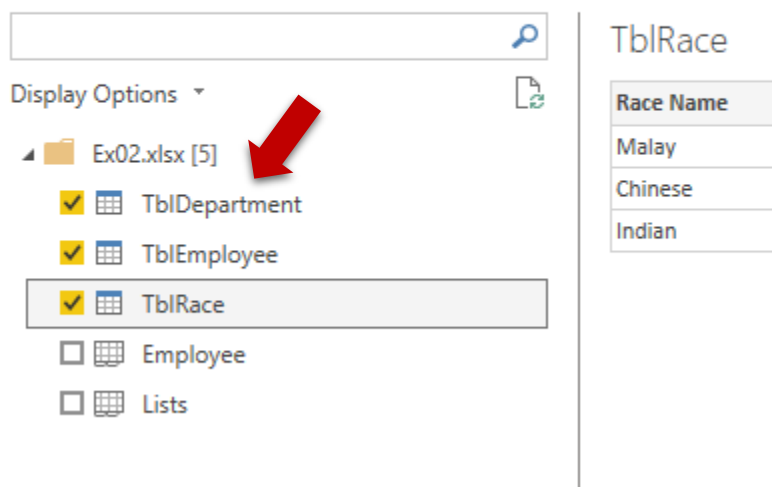 Display Options
Ex02.xlsx [5]
TblDepartment
TblEmployee
TblRace
Employee
Lists
TblRace
Race Name
Malay
Chinese
Indian